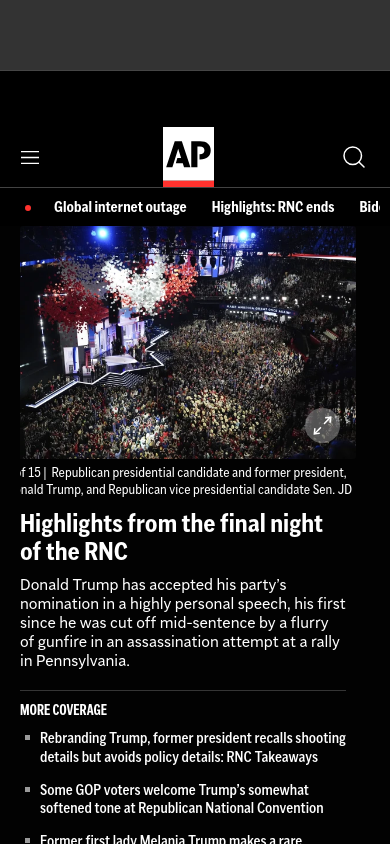 AP
Global internet outage Highlights: RNC ends
of 15 | Republican presidential candidate and former president,
Trump, and Republican vice presidential candidate Sen. JD
Highlights from the final night
of the RNC
Donald Trump has accepted his party's
nomination in a highly personal speech, his first
since he was cut off mid-sentence by a flurry
of gunfire in an assassination attempt at a rally
in Pennsylvania.
MORE COVERAGE
Rebranding Trump, former president recalls shooting
details but avoids policy details: RNC Takeaways
Some GOP voters welcome Trump's somewhat
softened tone at Republican National Convention
Former first lady Melania Trump makes a rare